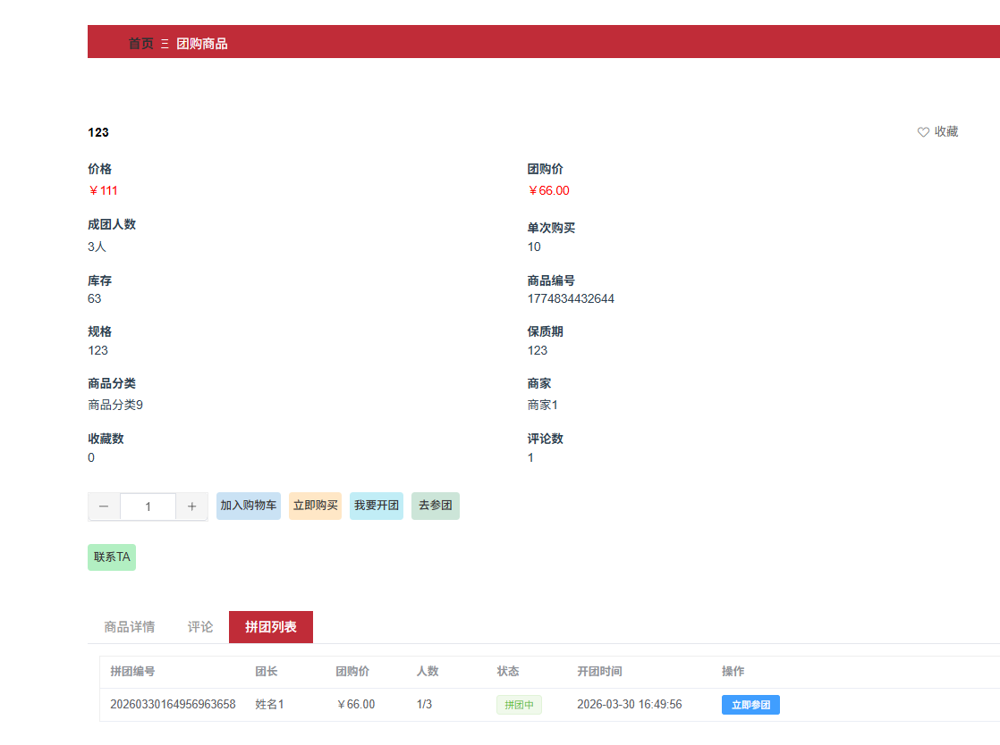 首页 Ξ 团购商品
123
收藏
价格
团购价
￥111
￥66.00
成团人数
单次购买
3人
10
库存
商品编号
63
1774834432644
规格
保质期
123
123
商品分类
商家
商品分类9
商家1
收藏数
评论数
0
1
— 1 + 加入购物车 立即购买 我要开团 去参团
联系TA
商品详情 评论 拼团列表
拼团编号 团长 团购价 人数 状态 开团时间 操作
20260330164956963658 姓名1 ￥66.00 1/3 拼团中 2026-03-30 16:49:56 立即参团